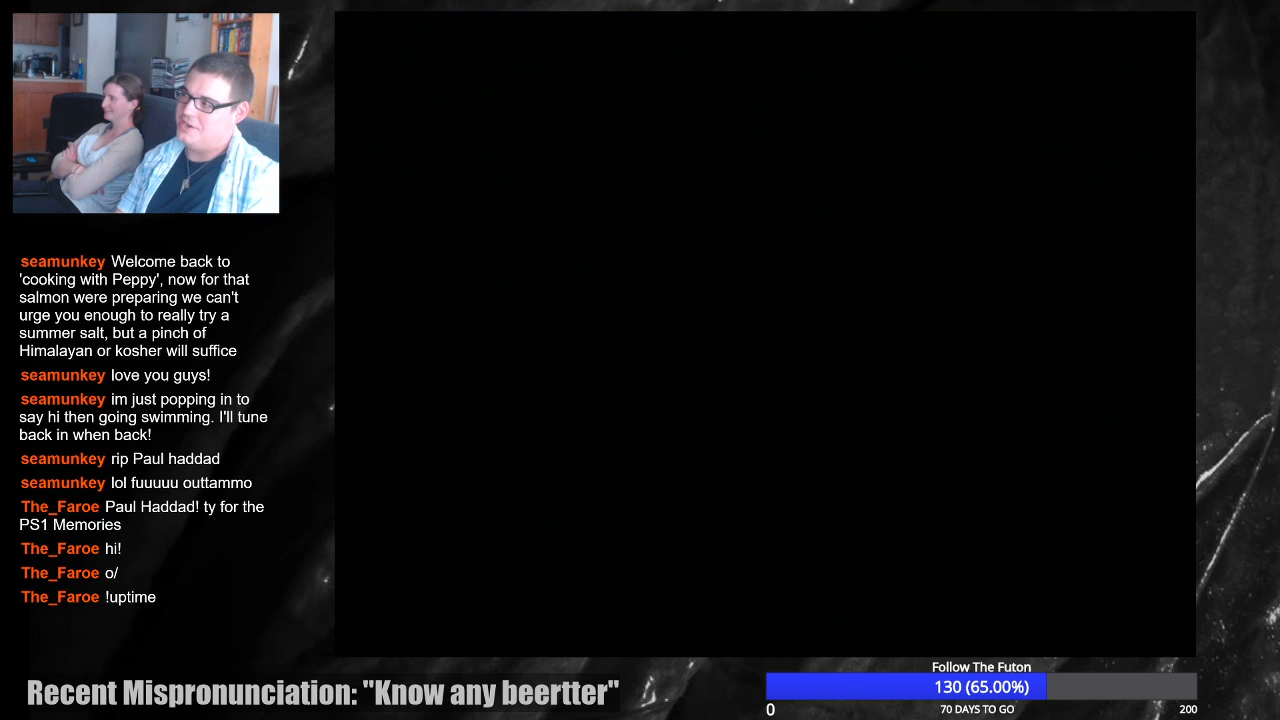 seamunkey Welcome back to
'cooking with Peppy', now for that
salmon were preparing we can't
urge you enough to really try a
summer salt, but a pinch of
Himalayan or kosher will suffice
seamunkey love you guys!
seamunkey im just popping in to
say hi then going swimming. I'll tune
back in when back!
seamunkey rip Paul haddad
seamunkey lol fuuuuu outtammo
The_Faroe Paul Haddad! ty for the
PS1 Memories
The_Faroe hi!
The_Faroe o/
The_Faroe !uptime
Recent Mispronunciation: "Know any beertter"
Follow The Futon
130 (65.00%)
0 70 DAYS TO GO 200